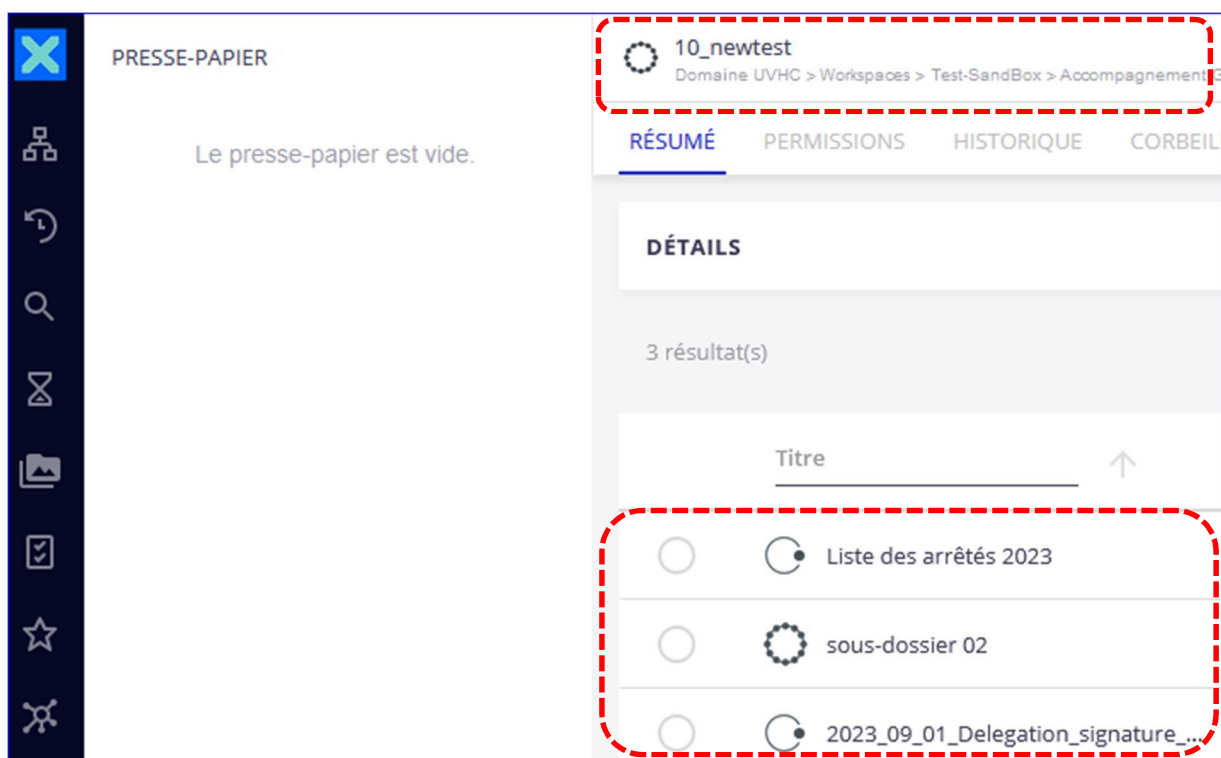 PRESSE-PAPIER
Le presse-papier est vide.
10_newtest
Domaine UVHC > Workspaces > Test-SandBox > Accompagnement G
RÉSUMÉ PERMISSIONS HISTORIQUE CORBEIL
DÉTAILS
3 résultat(s)
Titre
Liste des arrêtés 2023
sous-dossier 02
2023_09_01_Delegation_signature_...